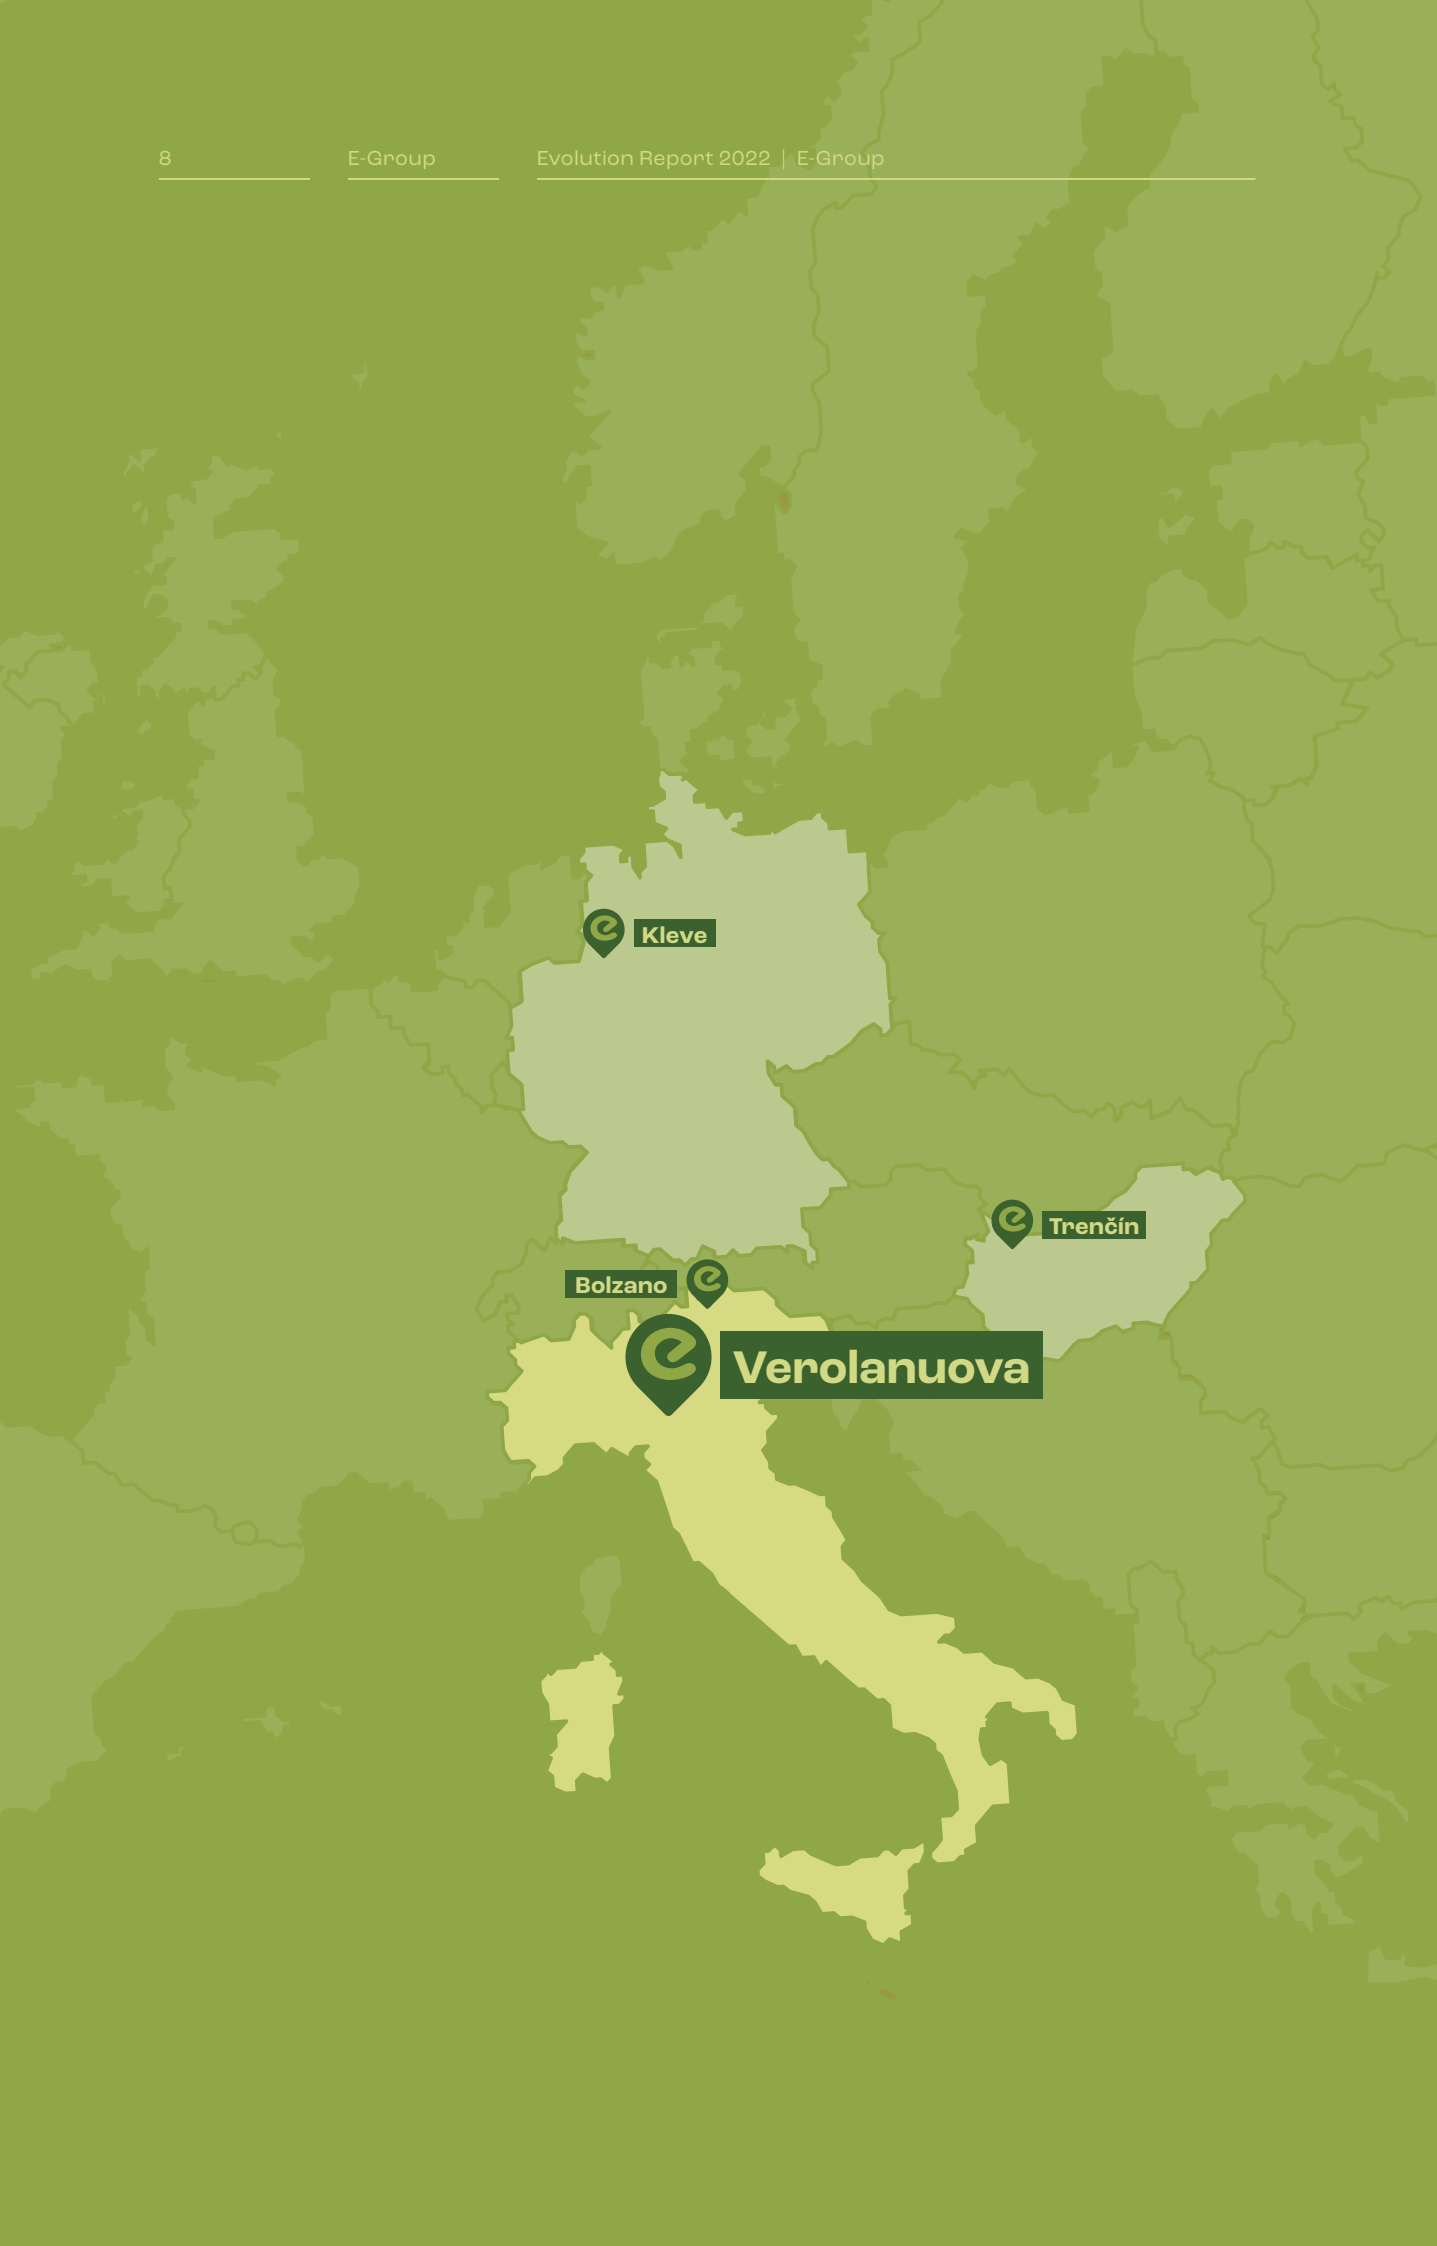 8
E-Group
Evolution Report 2022 | E-Group
Kleve
Trenčín
Bolzano
Verolanuova